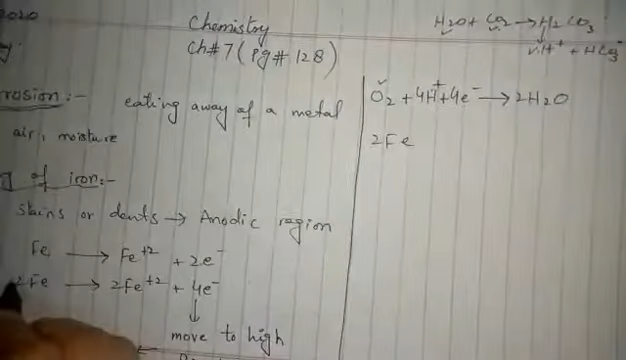 2020
Chemistry
Ch#7 (Pg# 128)
H2O + CO2 → H2CO3
H+ + HCO3-
rosion :- eating away of a metal
air, moisture
g of iron:-
stains or dents → Anodic region
Fe → Fe+2 + 2e-
2Fe → 2Fe+2 + 4e-
↓
move to high
O2 + 4H+ + 4e- → 2H2O
2Fe